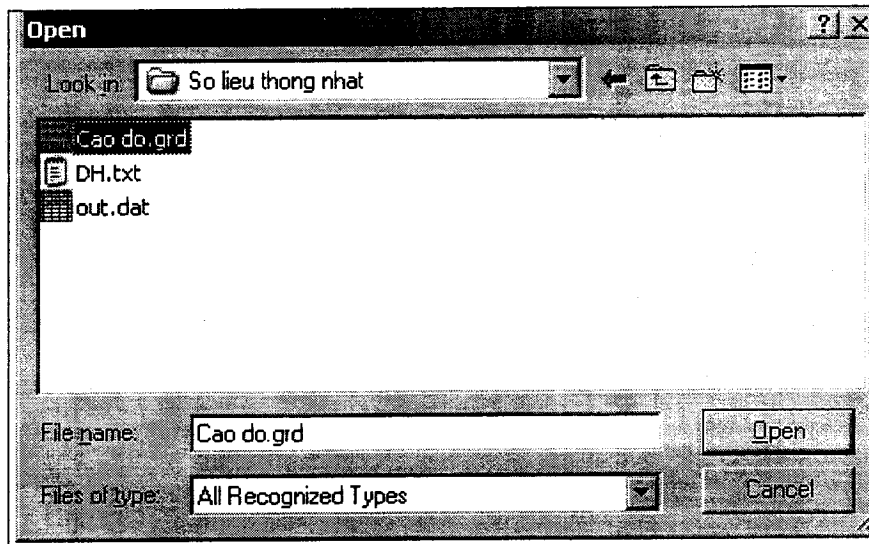 Open
Look in: So lieu thong nhat
Cao do.grd
DH.txt
out.dat
File name: Cao do.grd Open
Files of type: All Recognized Types Cancel